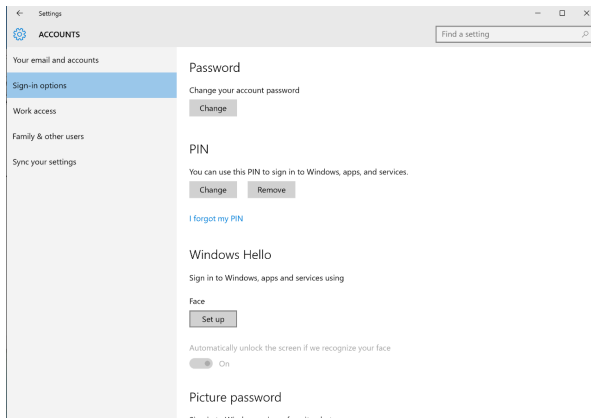 Settings
ACCOUNTS
Find a setting
Your email and accounts
Sign-in options
Work access
Family & other users
Sync your settings
Password
Change your account password
Change
PIN
You can use this PIN to sign in to Windows, apps, and services.
Change Remove
I forgot my PIN
Windows Hello
Sign in to Windows, apps and services using
Face
Set up
Automatically unlock the screen if we recognize your face
On
Picture password